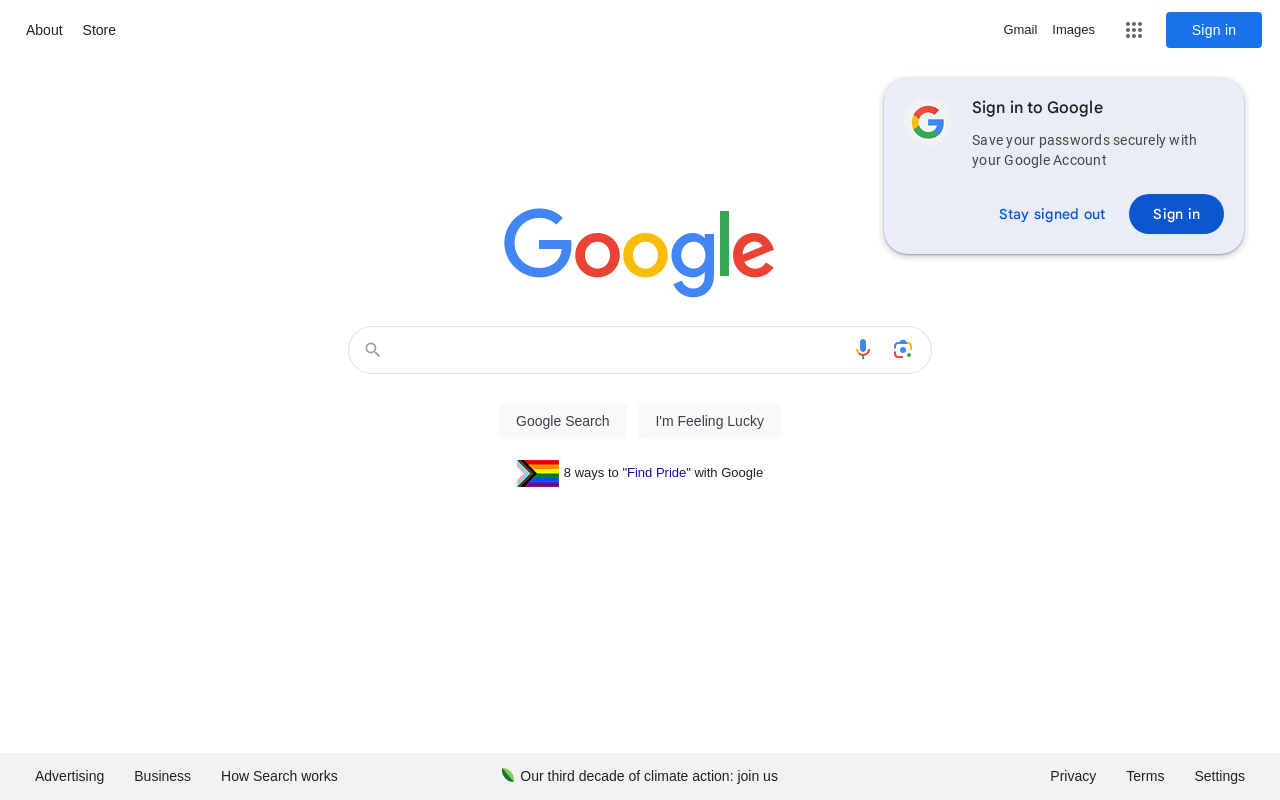 About Store
Gmail Images
Sign in
Sign in to Google
Save your passwords securely with
your Google Account
Stay signed out
Sign in
Google
Google Search
I'm Feeling Lucky
8 ways to "Find Pride" with Google
Advertising Business How Search works
Our third decade of climate action: join us
Privacy Terms Settings